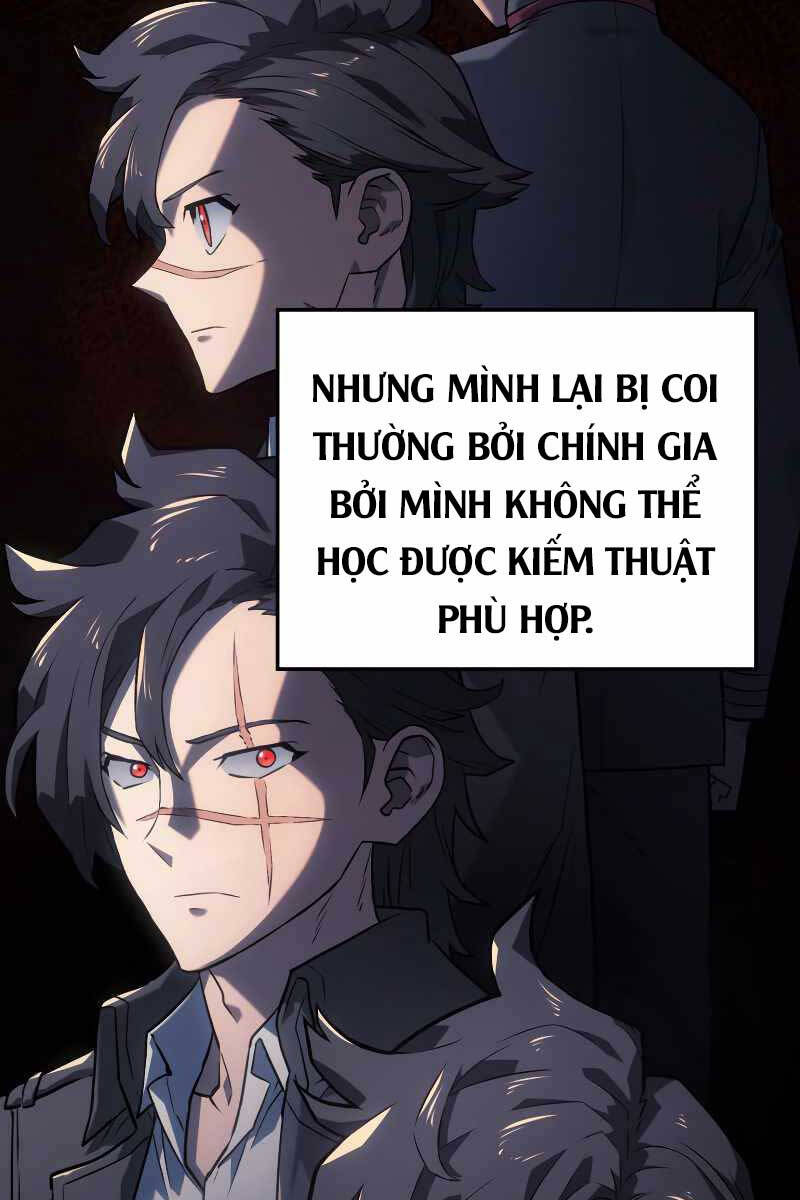 NHƯNG MÌNH LẠI BỊ COI
THƯỜNG BỞI CHÍNH GIA
BỞI MÌNH KHÔNG THỂ
HỌC ĐƯỢC KIẾM THUẬT
PHÙ HỢP.